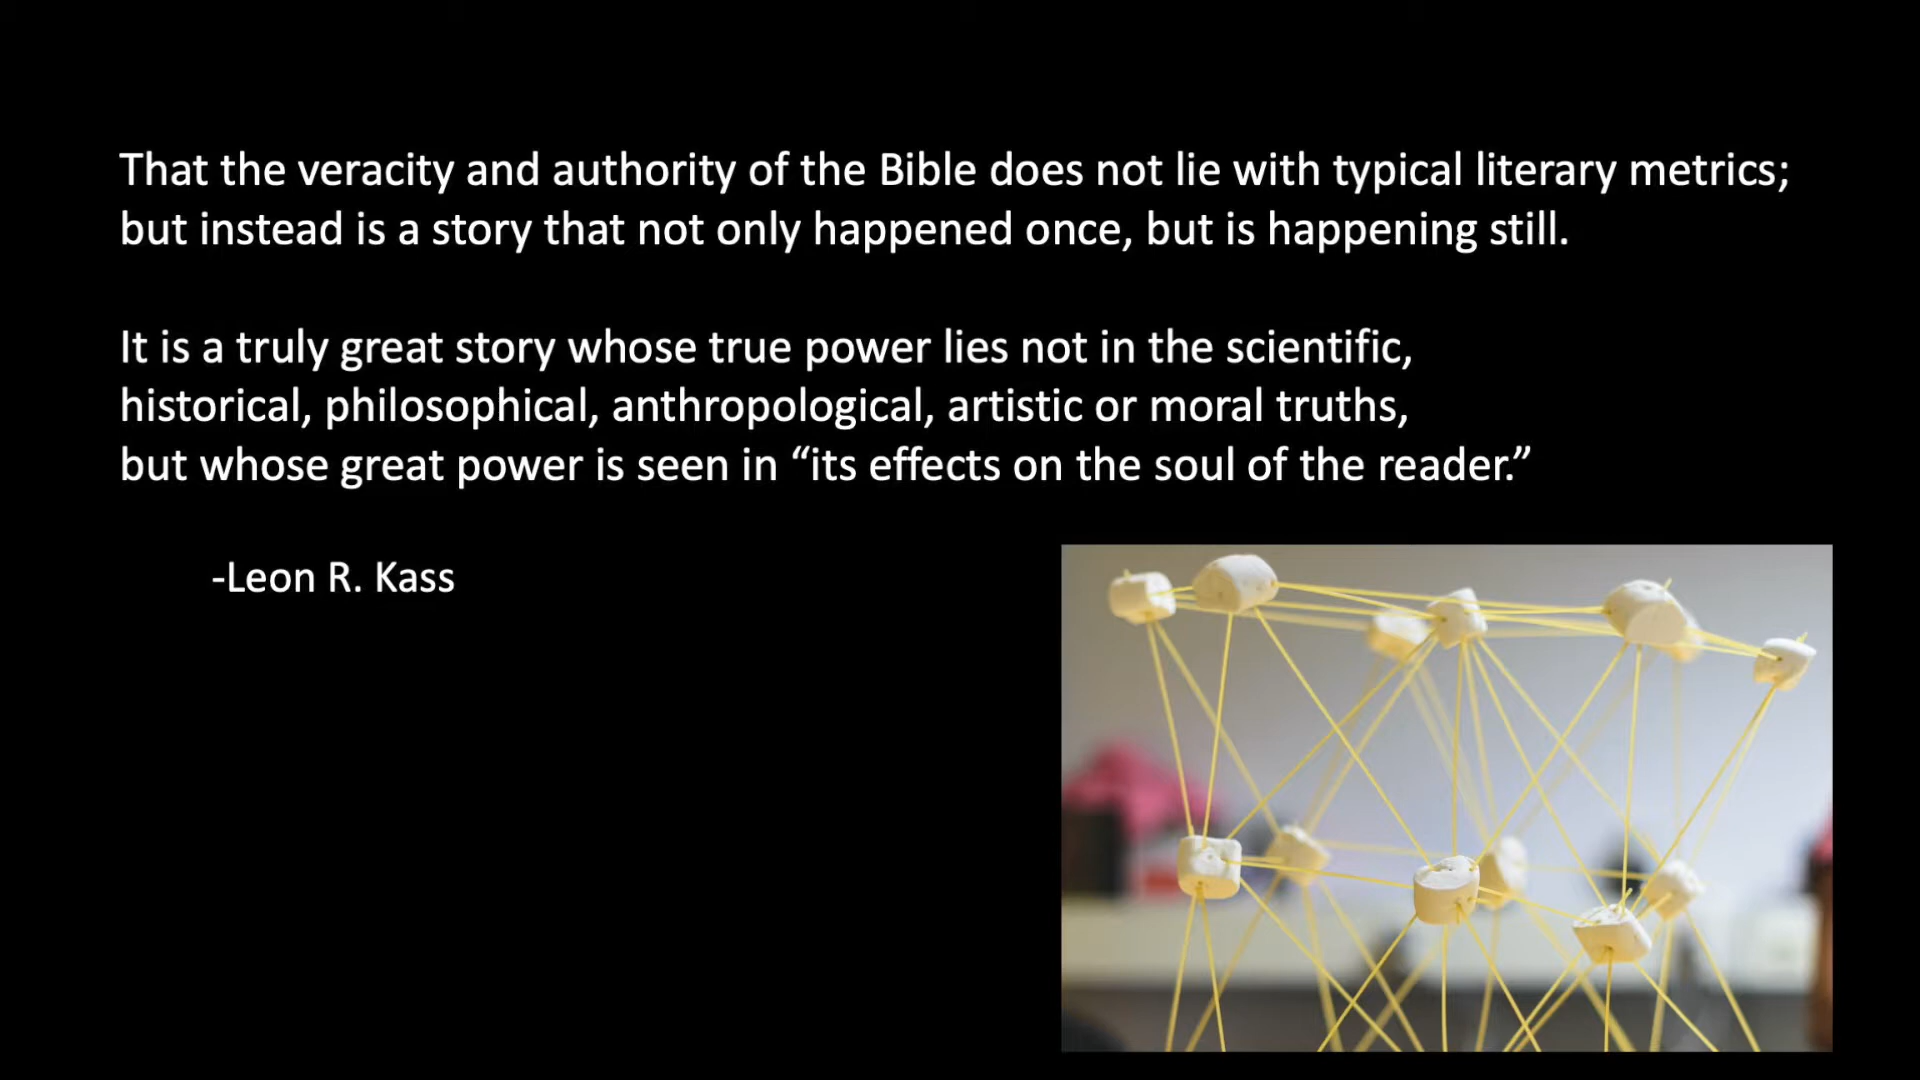 That the veracity and authority of the Bible does not lie with typical literary metrics;
but instead is a story that not only happened once, but is happening still.
It is a truly great story whose true power lies not in the scientific,
historical, philosophical, anthropological, artistic or moral truths,
but whose great power is seen in “its effects on the soul of the reader.”
-Leon R. Kass